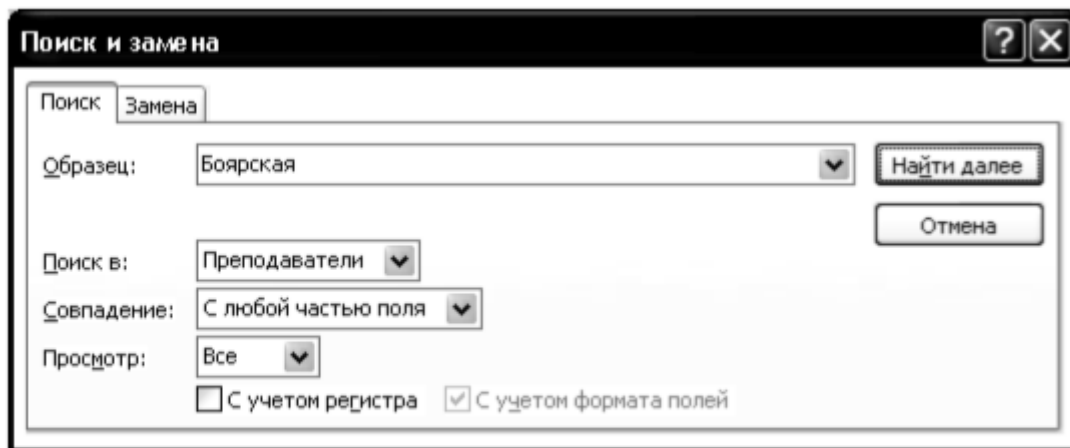 Поиск и замена
Поиск Замена
Образец: Боярская Найти далее
Отмена
Поиск в: Преподаватели
Совпадение: С любой частью поля
Просмотр: Все
С учетом регистра С учетом формата полей